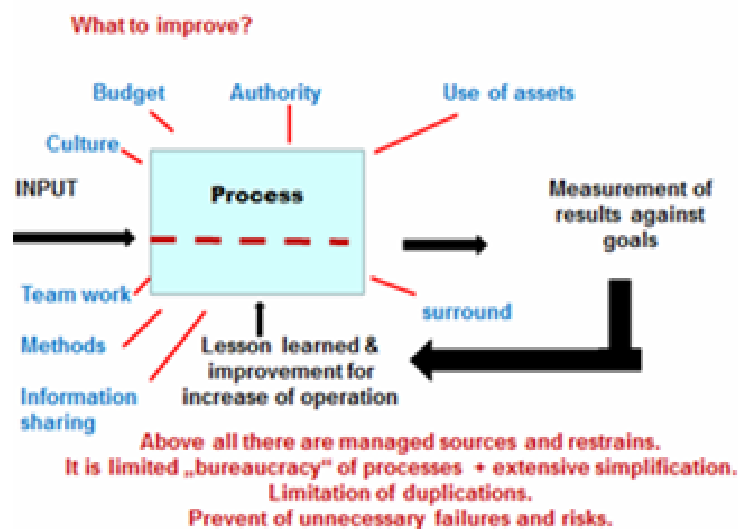 What to improve?
Budget
Authority
Use of assets
Culture
INPUT
Process
Measurement of
results against
goals
Team work
surround
Methods
Lesson learned &
improvement for
increase of operation
Information
sharing
Above all there are managed sources and restrains.
It is limited „bureaucracy“ of processes + extensive simplification.
Limitation of duplications.
Prevent of unnecessary failures and risks.